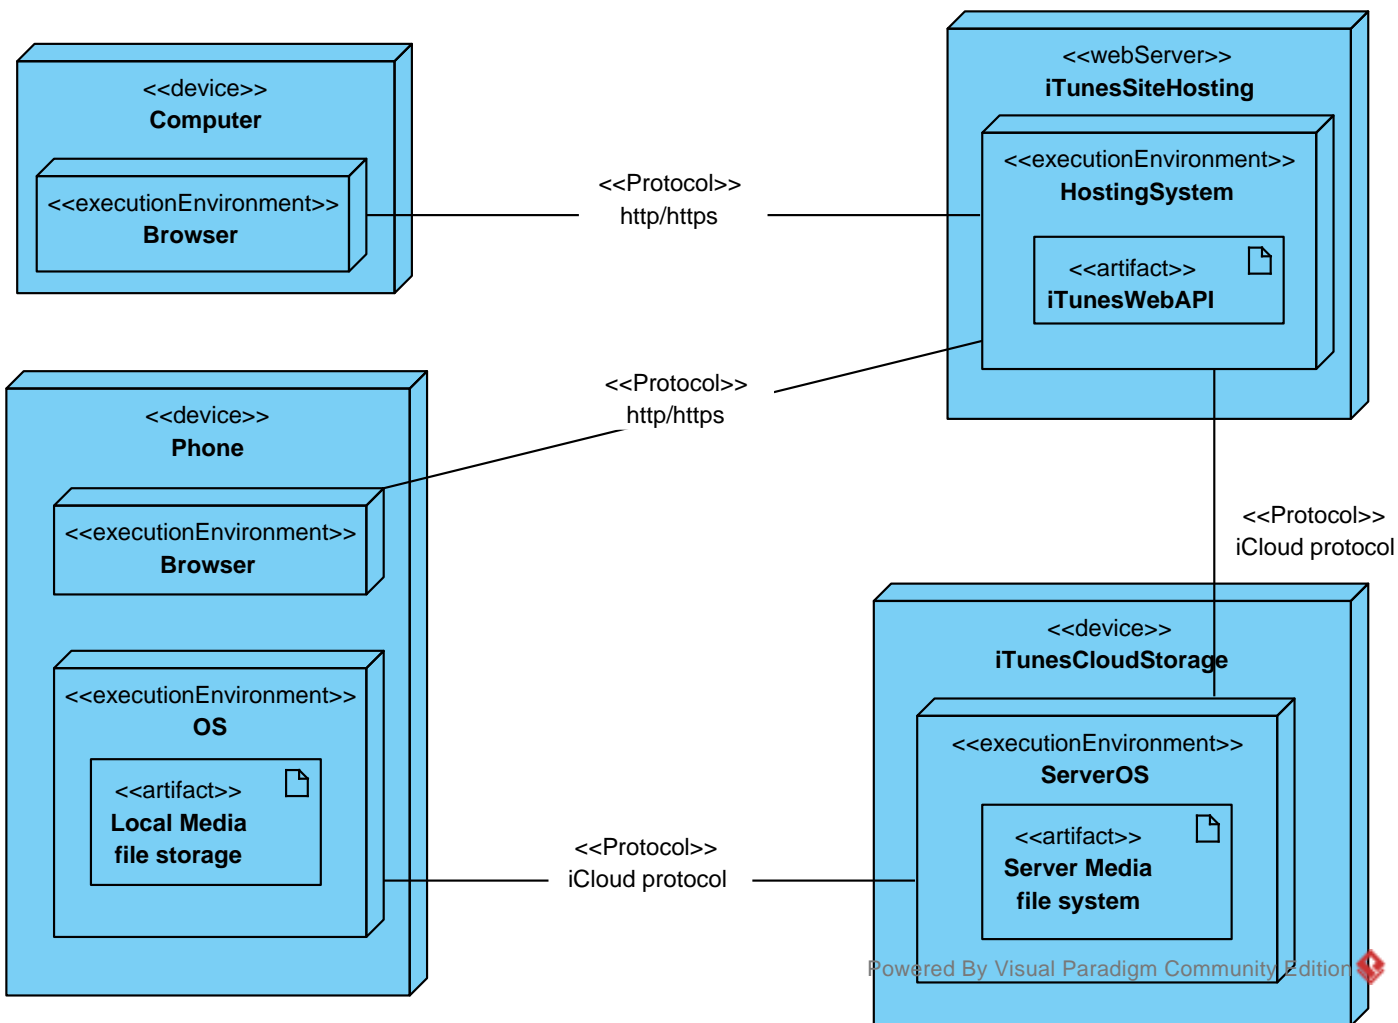 <<device>>
Computer
<<executionEnvironment>>
Browser
<<Protocol>>
http/https
<<webServer>>
iTunesSiteHosting
<<executionEnvironment>>
HostingSystem
<<artifact>>
iTunesWebAPI
<<device>>
Phone
<<executionEnvironment>>
Browser
<<Protocol>>
http/https
<<executionEnvironment>>
OS
<<artifact>>
Local Media
file storage
<<Protocol>>
iCloud protocol
<<Protocol>>
iCloud protocol
<<device>>
iTunesCloudStorage
<<executionEnvironment>>
ServerOS
<<artifact>>
Server Media
file system
Powered By Visual Paradigm Community Edition